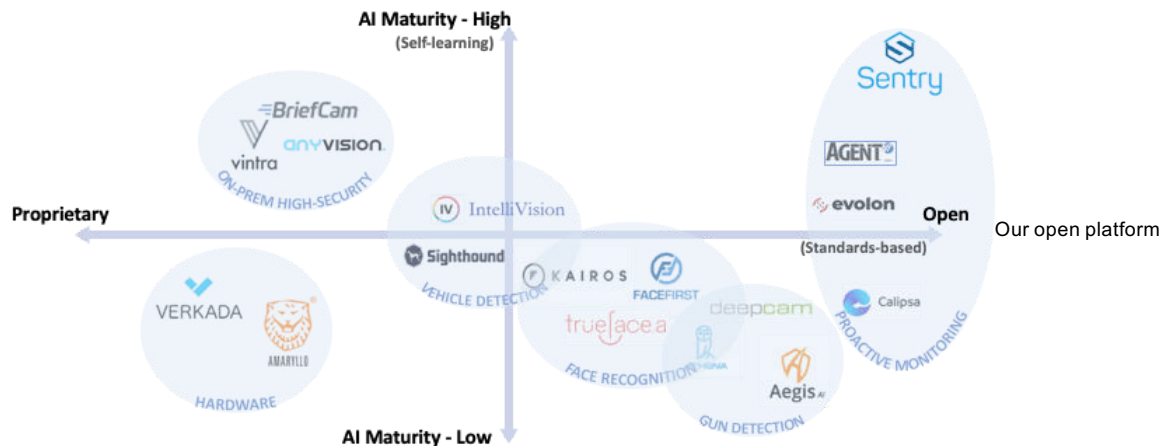 AI Maturity - High
(Self-learning)
Sentry
BriefCam
vintra
anyvision
ON-PREM HIGH-SECURITY
AGENT
IV IntelliVision
evolon
Proprietary
Open
Our open platform
(Standards-based)
Sighthound
KAIROS
FACEFIRST
VEHICLE DETECTION
VERKADA
AMARYLLO
HARDWARE
deepcam
Calipsa
trueface.ai
PROACTIVE MONITORING
FACE RECOGNITION
Aegis AI
GUN DETECTION
AI Maturity - Low